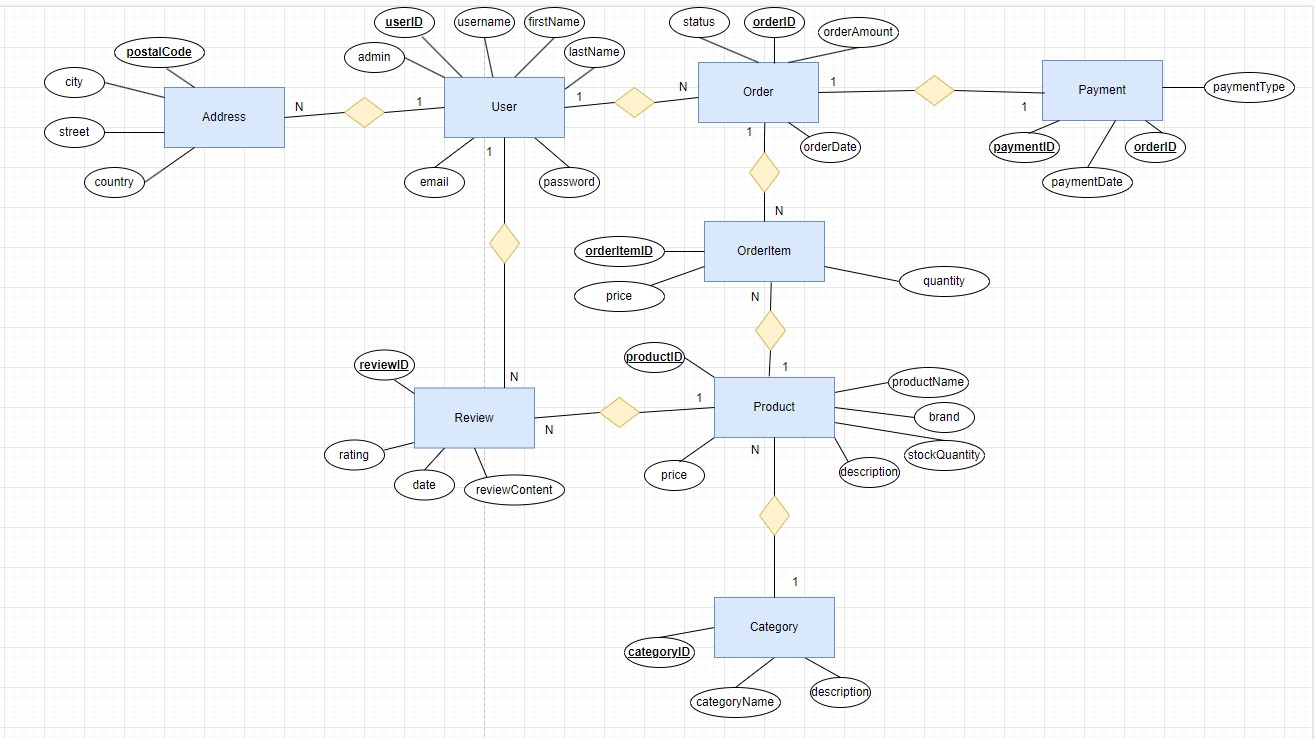 userID
username
firstName
status
orderID
orderAmount
postalCode
admin
lastName
city
N
1
User
1
N
Order
1
Payment
1
paymentType
Address
street
country
1
email
password
1
orderDate
paymentID
orderID
paymentDate
N
orderItemID
OrderItem
price
quantity
N
productID
1
reviewID
N
productName
Review
N
1
Product
brand
stockQuantity
rating
date
reviewContent
price
N
description
1
Category
categoryID
categoryName
description